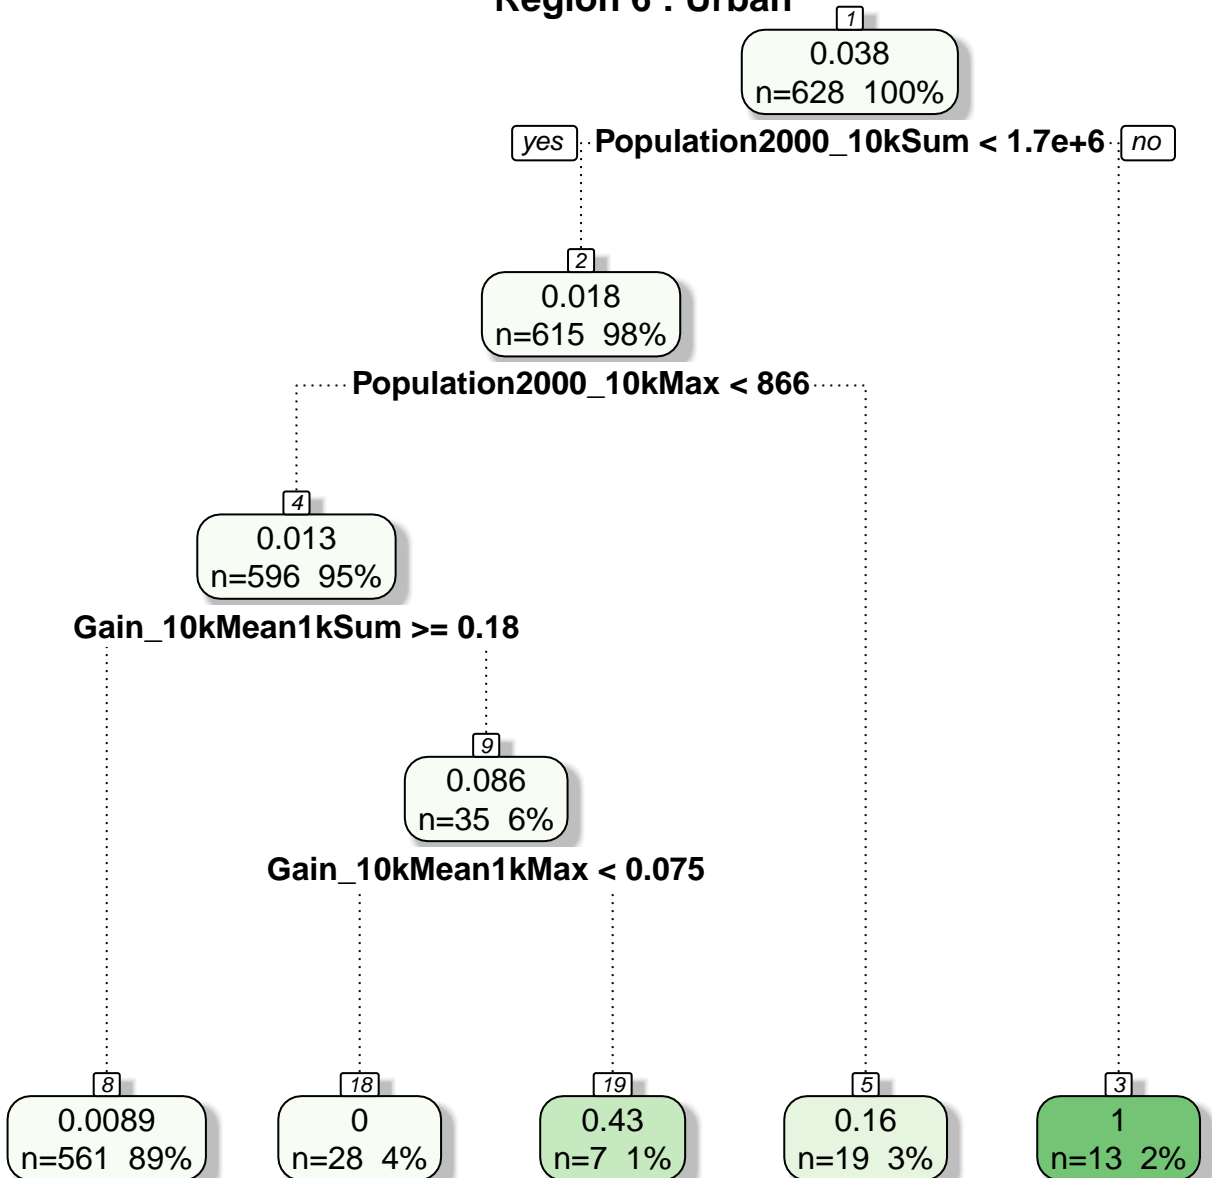 Region 6 : Urban
1
0.038
n=628 100%
yes Population2000_10kSum < 1.7e+6 no
2
0.018
n=615 98%
Population2000_10kMax < 866
4
0.013
n=596 95%
Gain_10kMean1kSum >= 0.18
9
0.086
n=35 6%
Gain_10kMean1kMax < 0.075
8
0.0089
n=561 89%
18
0
n=28 4%
19
0.43
n=7 1%
5
0.16
n=19 3%
3
1
n=13 2%